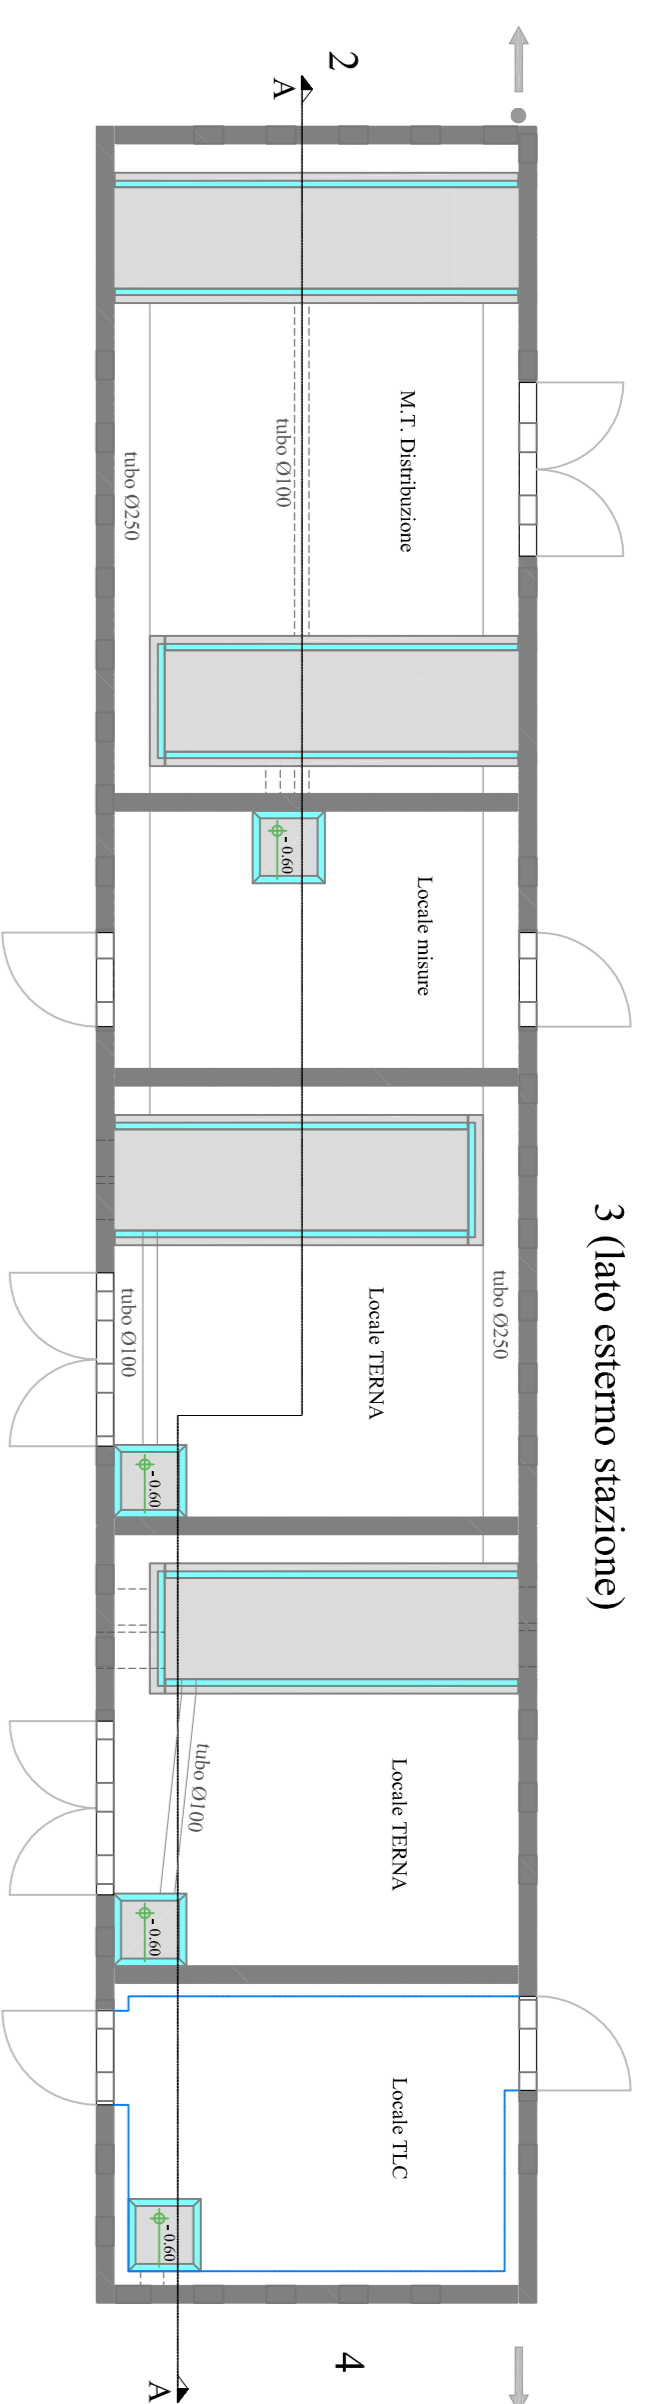 2
A
M.T. Distribuzione
tubo Ø100
tubo Ø250
- 0.60
Locale misure
3 (lato esterno stazione)
tubo Ø250
Locale TERNA
tubo Ø100
- 0.60
tubo Ø100
Locale TERNA
- 0.60
Locale TLC
- 0.60
4
A